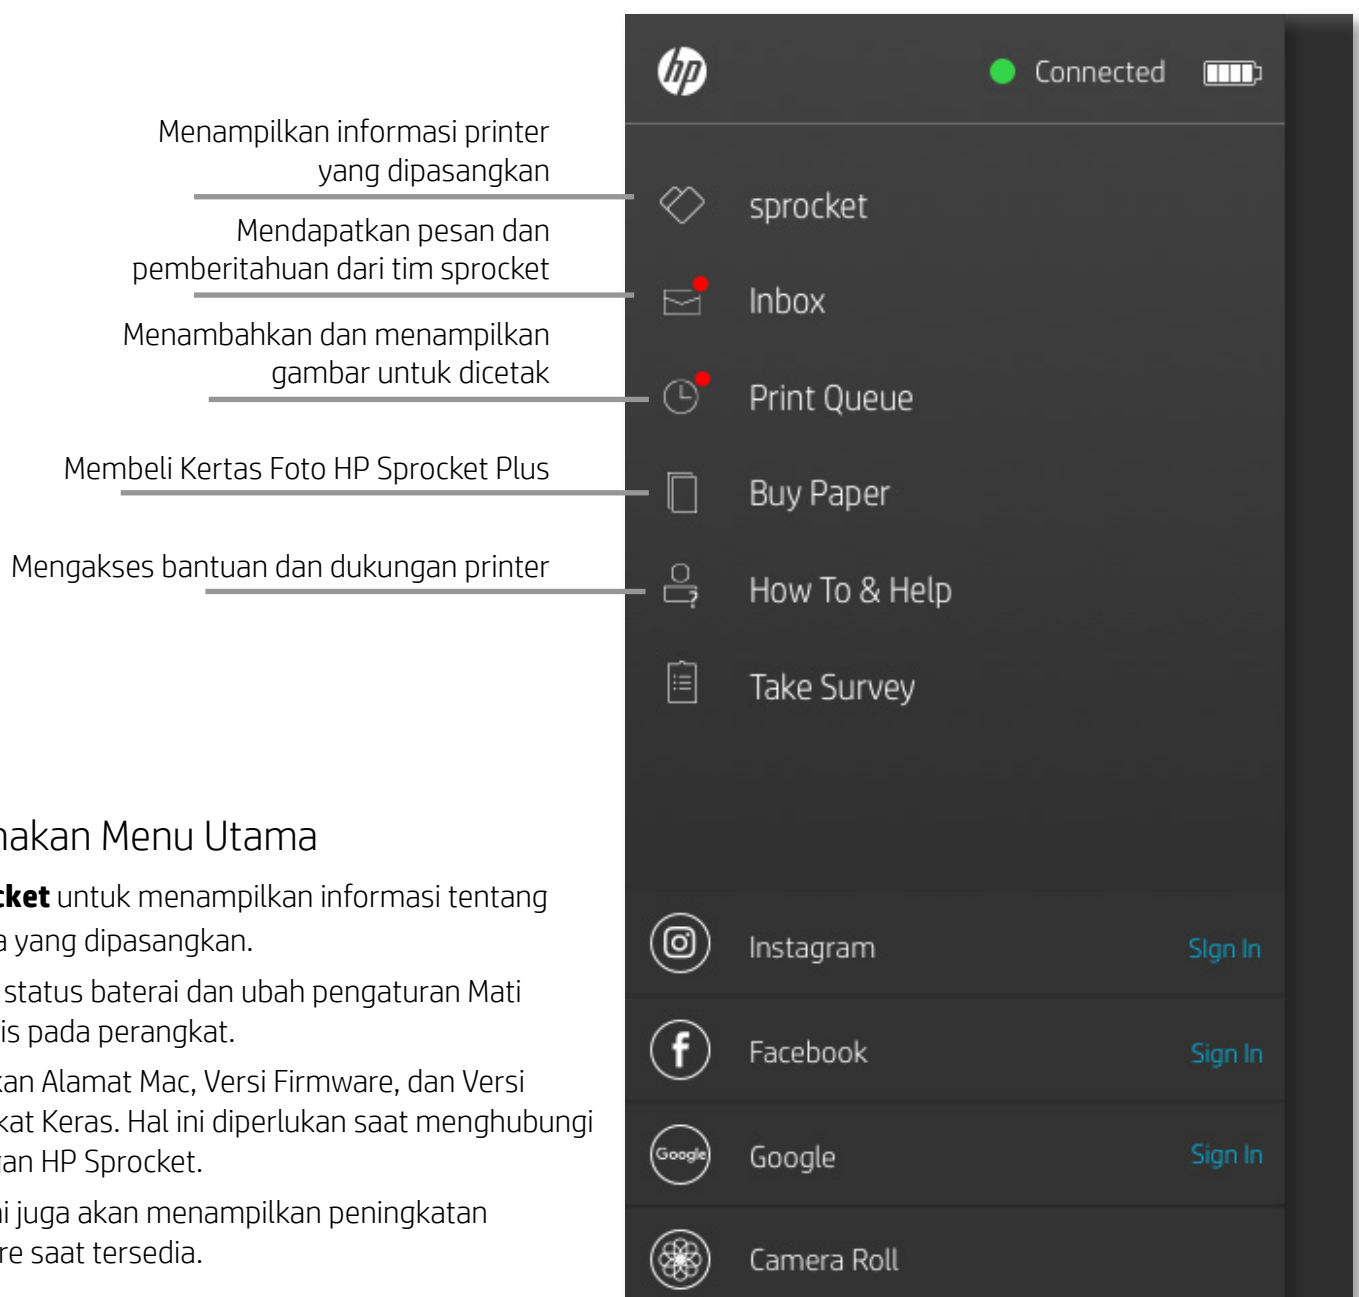 hp
Connected
Menampilkan informasi printer
yang dipasangkan
sprocket
Mendapatkan pesan dan
pemberitahuan dari tim sprocket
Inbox
Menambahkan dan menampilkan
gambar untuk dicetak
Print Queue
Membeli Kertas Foto HP Sprocket Plus
Buy Paper
Mengakses bantuan dan dukungan printer
How To & Help
Take Survey
nakan Menu Utama
cket untuk menampilkan informasi tentang
a yang dipasangkan.
status baterai dan ubah pengaturan Mati
is pada perangkat.
kan Alamat Mac, Versi Firmware, dan Versi
kat Keras. Hal ini diperlukan saat menghubungi
gan HP Sprocket.
ni juga akan menampilkan peningkatan
re saat tersedia.
Instagram
SIgn In
Facebook
Sign In
Google
Google
Sign In
Camera Roll